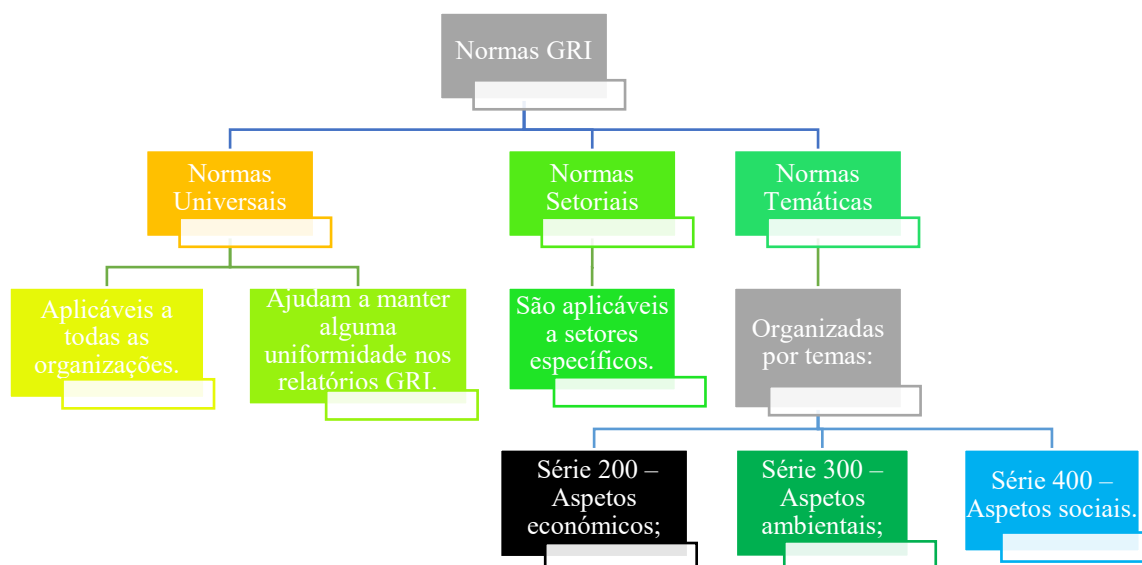 Normas GRI
Normas
Universais
Normas
Setoriais
Normas
Temáticas
Aplicáveis a
todas as
organizações.
Ajudam a manter
alguma
uniformidade nos
relatórios GRI.
São aplicáveis
a setores
específicos.
Organizadas
por temas:
Série 200 –
Aspetos
económicos;
Série 300 –
Aspetos
ambientais;
Série 400 –
Aspetos sociais.